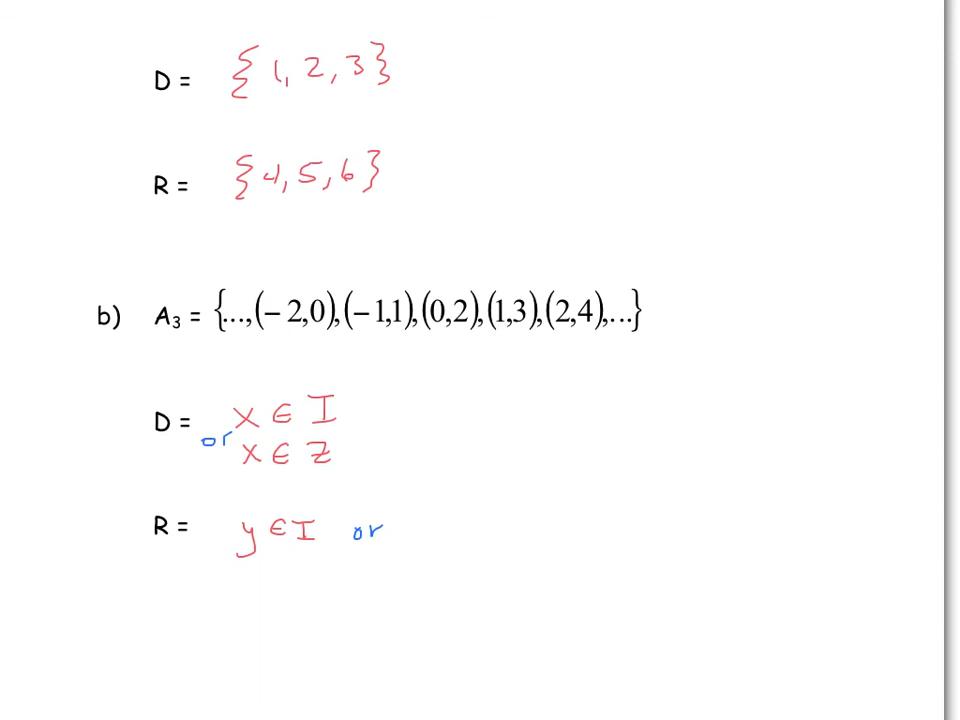 D = {1, 2, 3}
R = {4, 5, 6}
b) A₃ = {...,(−2,0),(−1,1),(0,2),(1,3),(2,4),...}
D = x ∈ I
or x ∈ Z
R = y ∈ I or